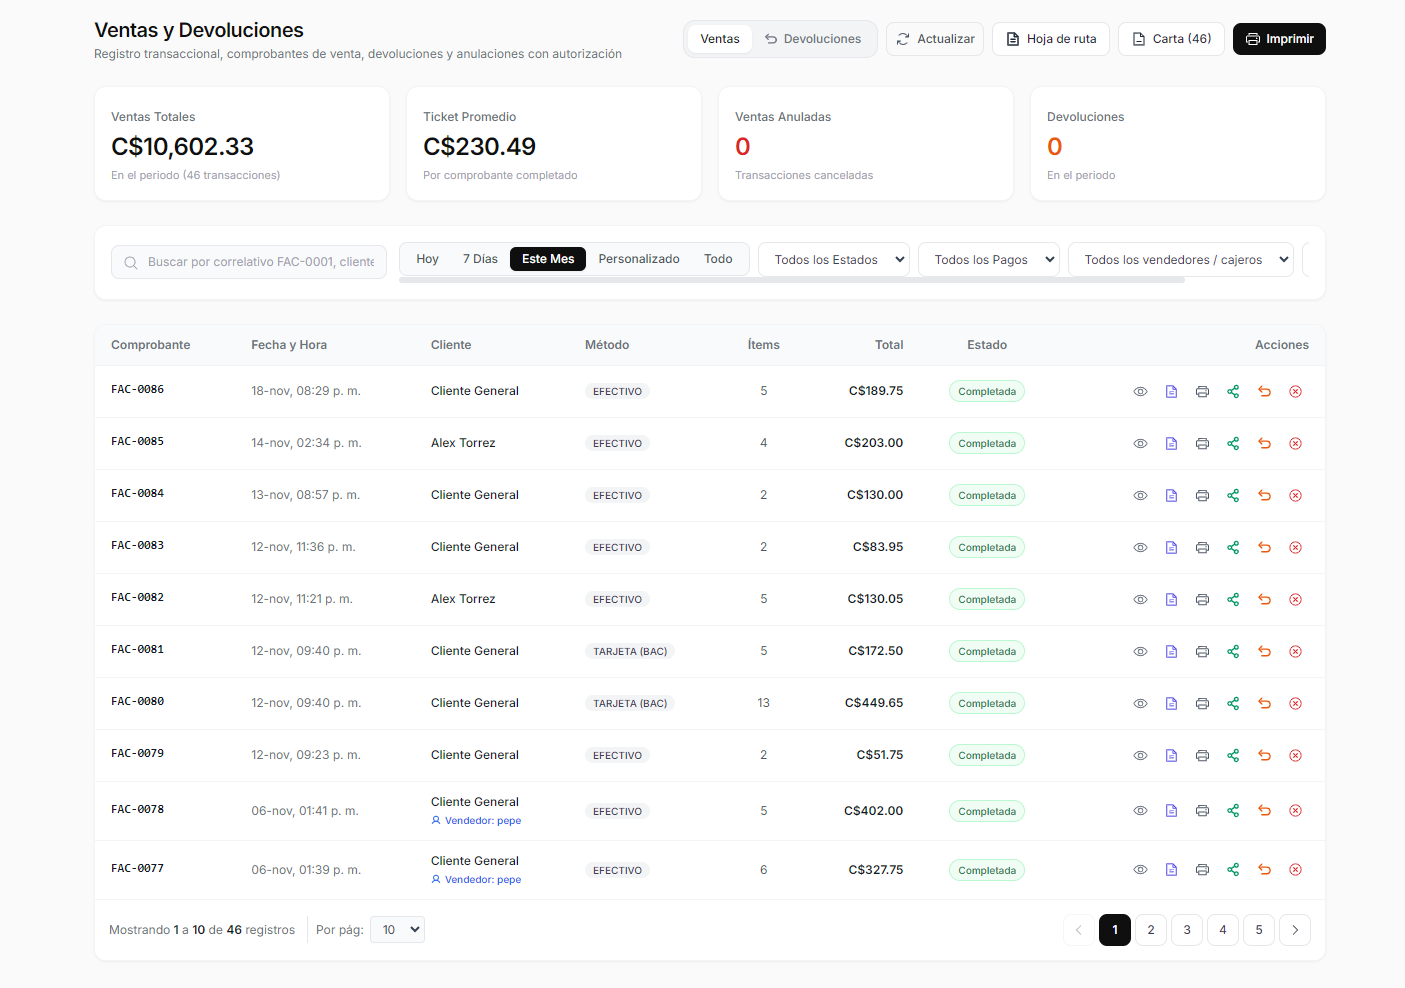 Ventas y Devoluciones
Registro transaccional, comprobantes de venta, devoluciones y anulaciones con autorización
Ventas Devoluciones Actualizar Hoja de ruta Carta (46) Imprimir
Ventas Totales
C$10,602.33
En el periodo (46 transacciones)
Ticket Promedio
C$230.49
Por comprobante completado
Ventas Anuladas
0
Transacciones canceladas
Devoluciones
0
En el periodo
Buscar por correlativo FAC-0001, cliente
Hoy 7 Días Este Mes Personalizado Todo Todos los Estados Todos los Pagos Todos los vendedores / cajeros
Comprobante Fecha y Hora Cliente Método Ítems Total Estado Acciones
FAC-0086 18-nov, 08:29 p. m. Cliente General EFECTIVO 5 C$189.75 Completada
FAC-0085 14-nov, 02:34 p. m. Alex Torrez EFECTIVO 4 C$203.00 Completada
FAC-0084 13-nov, 08:57 p. m. Cliente General EFECTIVO 2 C$130.00 Completada
FAC-0083 12-nov, 11:36 p. m. Cliente General EFECTIVO 2 C$83.95 Completada
FAC-0082 12-nov, 11:21 p. m. Alex Torrez EFECTIVO 5 C$130.05 Completada
FAC-0081 12-nov, 09:40 p. m. Cliente General TARJETA (BAC) 5 C$172.50 Completada
FAC-0080 12-nov, 09:40 p. m. Cliente General TARJETA (BAC) 13 C$449.65 Completada
FAC-0079 12-nov, 09:23 p. m. Cliente General EFECTIVO 2 C$51.75 Completada
FAC-0078 06-nov, 01:41 p. m. Cliente General EFECTIVO 5 C$402.00 Completada
Vendedor: pepe
FAC-0077 06-nov, 01:39 p. m. Cliente General EFECTIVO 6 C$327.75 Completada
Vendedor: pepe
Mostrando 1 a 10 de 46 registros Por pág: 10 1 2 3 4 5